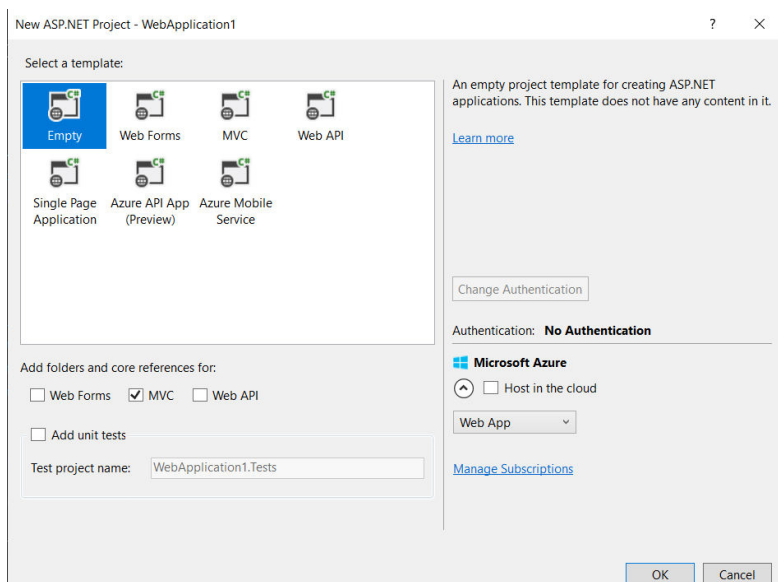 New ASP.NET Project - WebApplication1
?
Select a template:
C#
C#
C#
C#
Empty
Web Forms
MVC
Web API
C#
C#
C#
Single Page
Application
Azure API App
(Preview)
Azure Mobile
Service
An empty project template for creating ASP.NET
applications. This template does not have any content in it.
Learn more
Change Authentication
Authentication: No Authentication
Add folders and core references for:
Web Forms
MVC
Web API
Add unit tests
Test project name: WebApplication1.Tests
Microsoft Azure
Host in the cloud
Web App
Manage Subscriptions
OK
Cancel